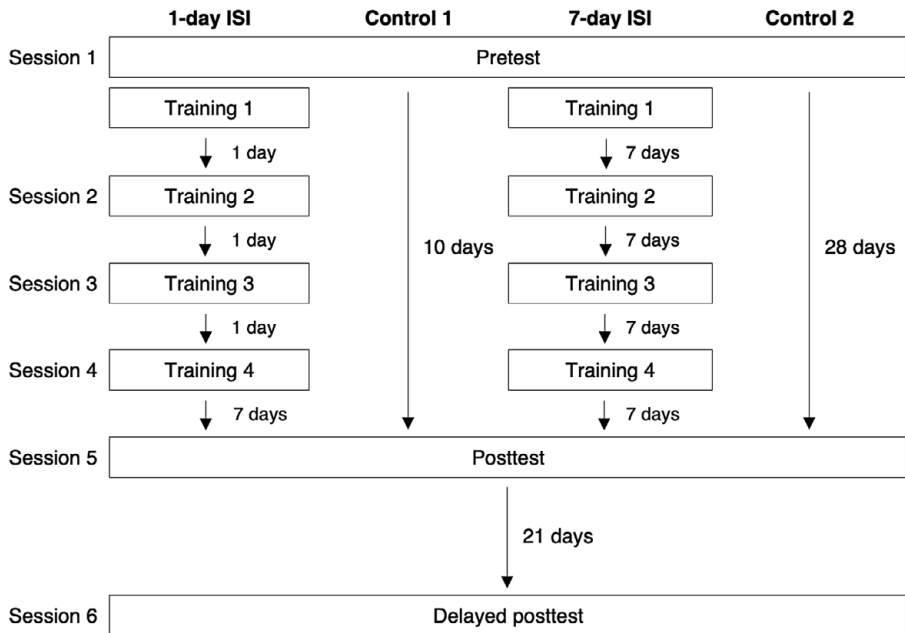 1-day ISI Control 1 7-day ISI Control 2
Session 1 Pretest
Training 1 Training 1
1 day 7 days
Session 2 Training 2 Training 2
1 day 10 days 7 days 28 days
Session 3 Training 3 Training 3
1 day 7 days
Session 4 Training 4 Training 4
7 days 7 days
Session 5 Posttest
21 days
Session 6 Delayed posttest